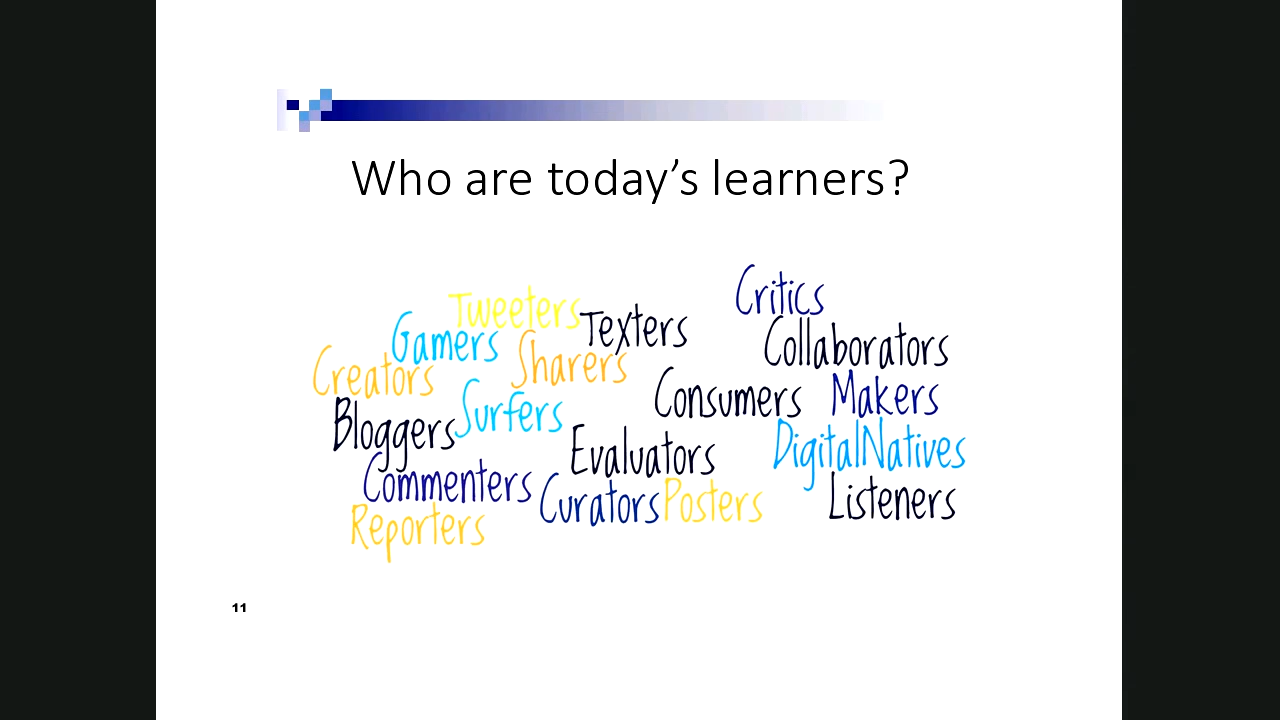 Who are today's learners?
Critics
Tweeters Texters
Gamers Collaborators
Creators Sharers
Consumers Makers
Bloggers Surfers
Evaluators DigitalNatives
Commenters Curators Posters Listeners
Reporters
11